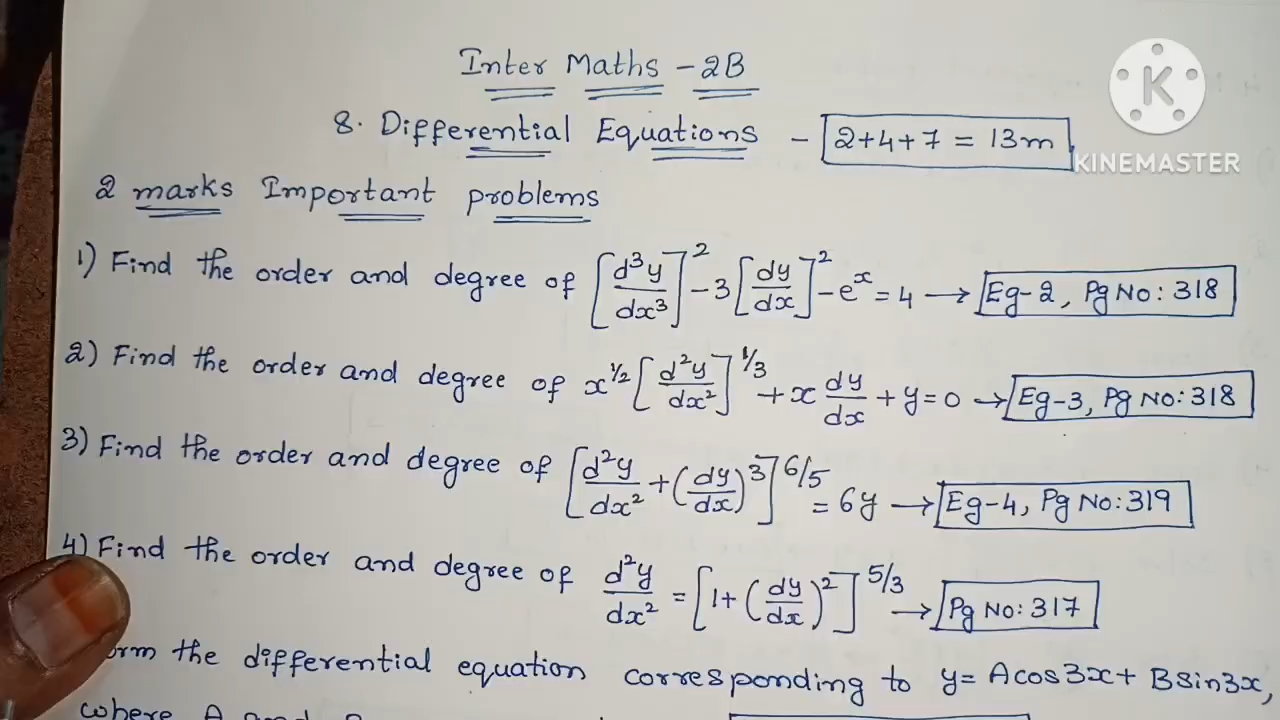 Inter Maths - 2B
K
KINEMASTER
8. Differential Equations - 2+4+7 = 13m
2 marks Important problems
1) Find the order and degree of [d³y/dx³]² - 3[dy/dx]² - eˣ = 4 → Eg-2, Pg No: 318
2) Find the order and degree of x^1/2 [d²y/dx²]^1/3 + x dy/dx + y = 0 → Eg-3, Pg No: 318
3) Find the order and degree of [d²y/dx² + (dy/dx)³]^6/5 = 6y → Eg-4, Pg No: 319
4) Find the order and degree of d²y/dx² = [1+ (dy/dx)²]^5/3 → Pg No: 317
orm the differential equation corresponding to y = A cos3x + B sin3x,
where A and